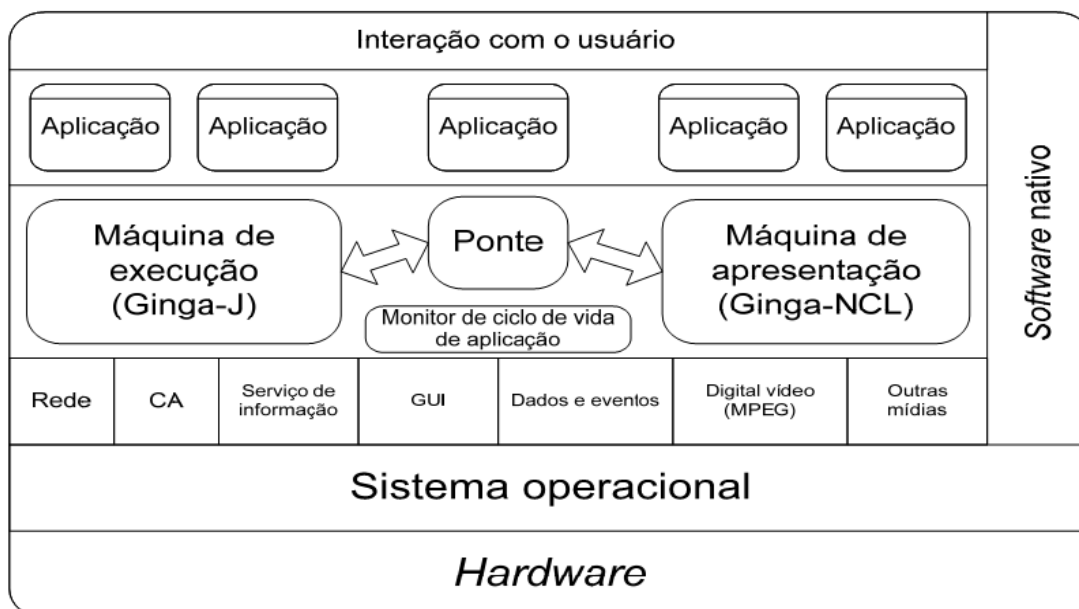 Interação com o usuário
Aplicação
Aplicação
Aplicação
Aplicação
Aplicação
Máquina de
execução
(Ginga-J)
Ponte
Máquina de
apresentação
(Ginga-NCL)
Monitor de ciclo de vida
de aplicação
Rede
CA
Serviço de
informação
GUI
Dados e eventos
Digital vídeo
(MPEG)
Outras
mídias
Software nativo
Sistema operacional
Hardware